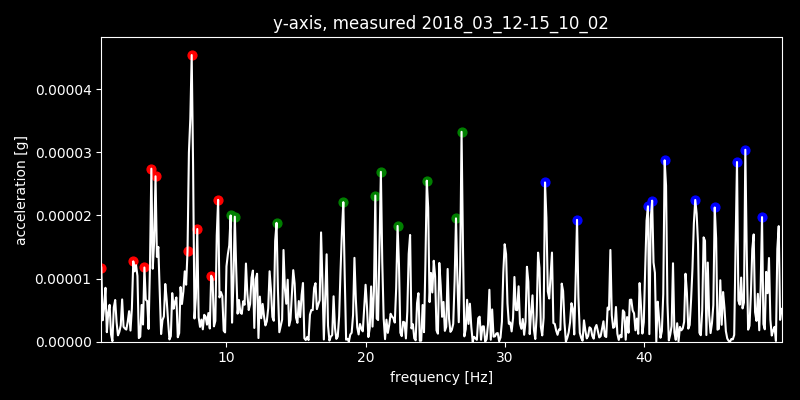 y-axis, measured 2018_03_12-15_10_02
0.00004
0.00003
0.00002
0.00001
0.00000
acceleration [g]
10 20 30 40
frequency [Hz]